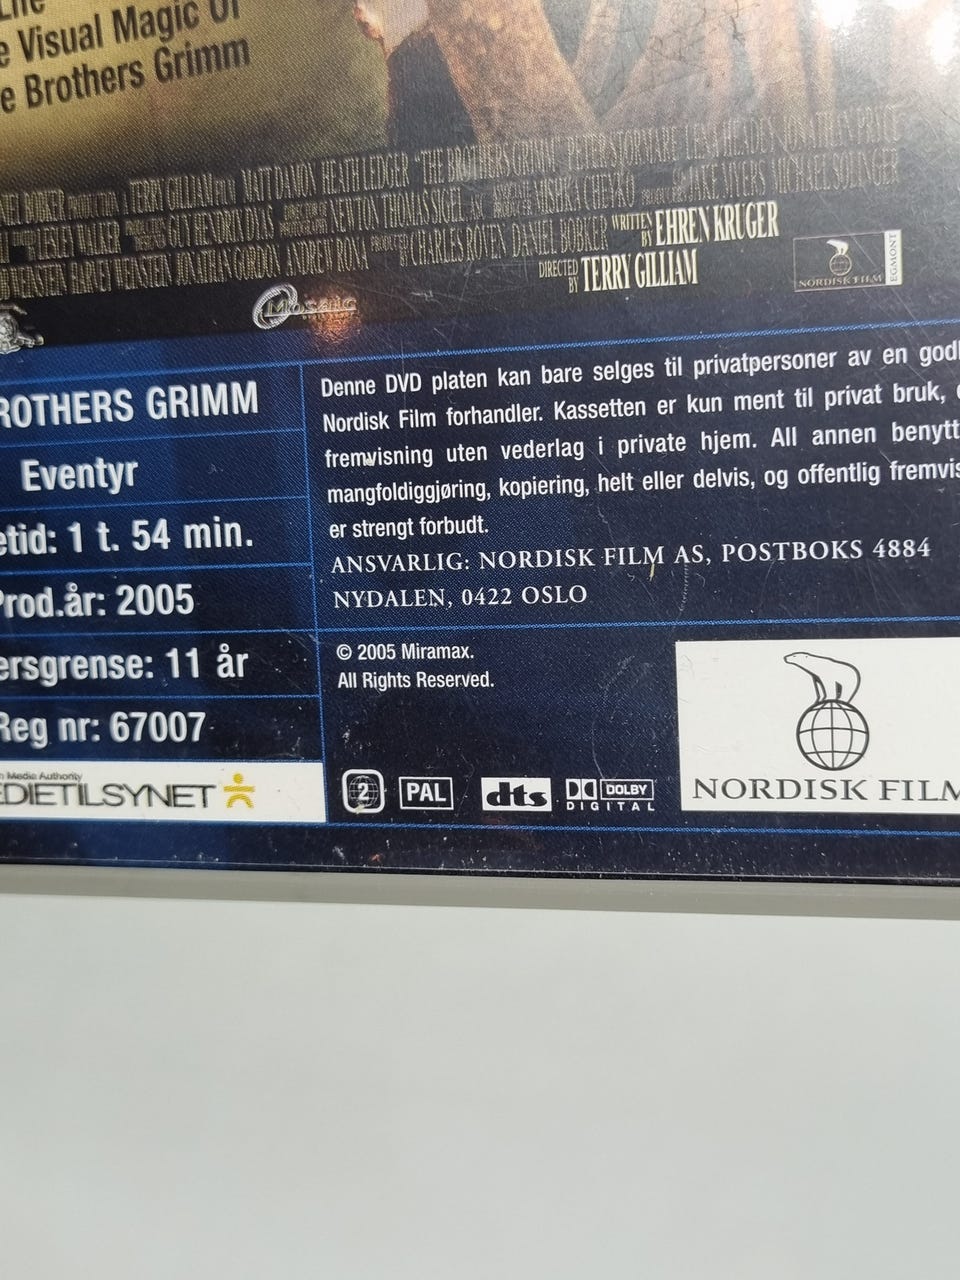 e Visual Magic Of
e Brothers Grimm
TERRY GILLIAM MATT DAMON HEATH LEDGER "THE BROTHERS GRIMM" PETER STORMARE LENA HEADEY JONATHAN PRYCE
LESLEY WALKER GUY HENDRIX DYAS NEWTON THOMAS SIGEL, ASC MISHKA CHEYKO JAKE MYERS MICHAEL SOLINGER
WEINSTEIN HARVEY WEINSTEIN JONATHAN GORDON ANDREW RONA PRODUCED BY CHARLES ROVEN DANIEL BOBKER WRITTEN BY EHREN KRUGER
DIRECTED BY TERRY GILLIAM
NORDISK FILM
EGMONT
MOSAIC
ROTHERS GRIMM
Eventyr
etid: 1 t. 54 min.
Prod.år: 2005
ersgrense: 11 år
Reg nr: 67007
n Media Authority
EDIETILSYNET
Denne DVD platen kan bare selges til privatpersoner av en godk
Nordisk Film forhandler. Kassetten er kun ment til privat bruk,
fremvisning uten vederlag i private hjem. All annen benytt
mangfoldiggjøring, kopiering, helt eller delvis, og offentlig fremvis
er strengt forbudt.
ANSVARLIG: NORDISK FILM AS, POSTBOKS 4884
NYDALEN, 0422 OSLO
© 2005 Miramax.
All Rights Reserved.
2 PAL dts DOLBY
DIGITAL
NORDISK FILM